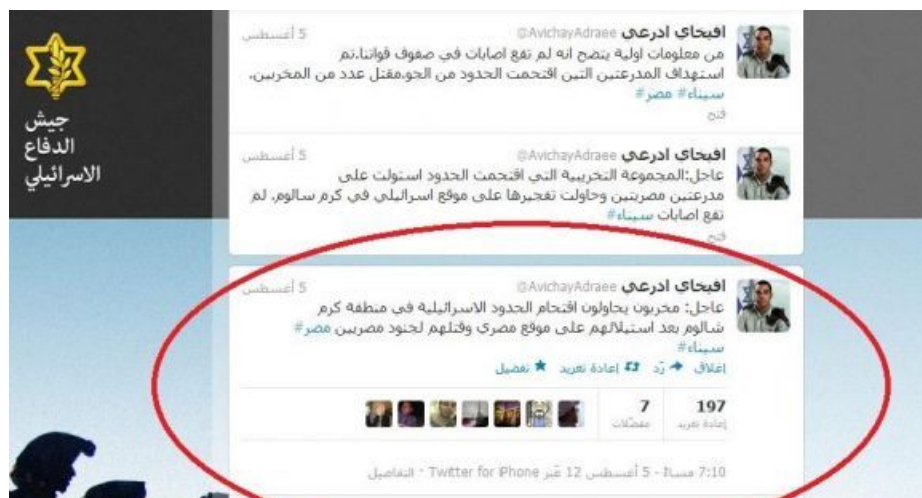 جيش
الدفاع
الاسرائيلي
افيخاي ادرعي @AvichayAdraee 5 أغسطس
من معلومات اولية يتضح انه لم تقع اصابات في صفوف قواتنا.تم
استهداف المدرعتين التين اقتحمت الحدود من الجو.مقتل عدد من المخربين.
سيناء# مصر#
فتح
افيخاي ادرعي @AvichayAdraee 5 أغسطس
عاجل:المجموعة التخريبية التي اقتحمت الحدود استولت على
مدرعتين مصريتين وحاولت تفجيرها على موقع اسرائيلي في كرم سالوم. لم
تقع اصابات سيناء#
فتح
افيخاي ادرعي @AvichayAdraee 5 أغسطس
عاجل: مخربون يحاولون اقتحام الحدود الاسرائيلية في منطقة كرم
شالوم بعد استيلالهم على موقع مصري وقتلهم لجنود مصريين مصر#
سيناء#
إغلاق رّد إعادة تغريد تفضيل
197 7
إعادة تغريد مفضلات
7:10 مساءً - 5 أغسطس 12 عَبر Twitter for iPhone · التفاصيل